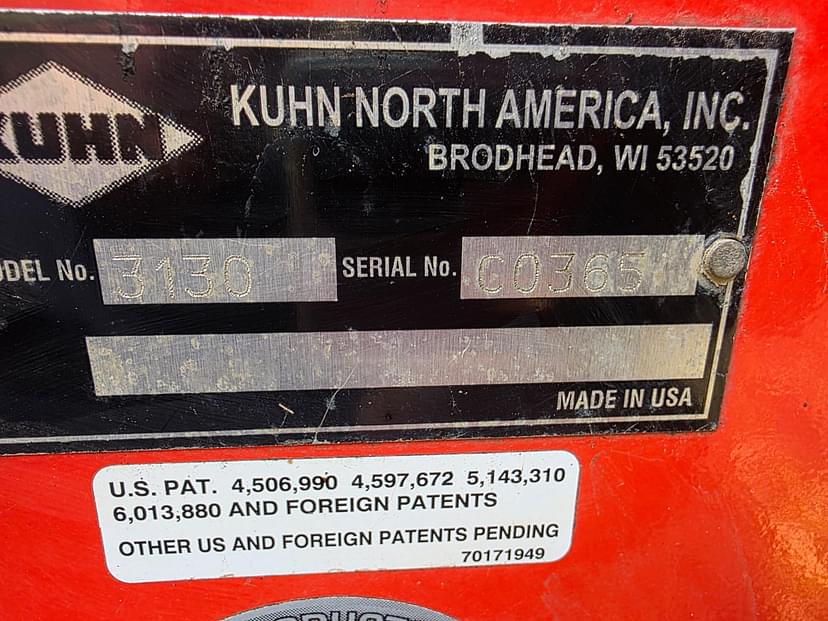 KUHN
KUHN NORTH AMERICA, INC.
BRODHEAD, WI 53520
ODEL No. 3130 SERIAL No. C0365
MADE IN USA
U.S. PAT. 4,506,990 4,597,672 5,143,310
6,013,880 AND FOREIGN PATENTS
OTHER US AND FOREIGN PATENTS PENDING
70171949